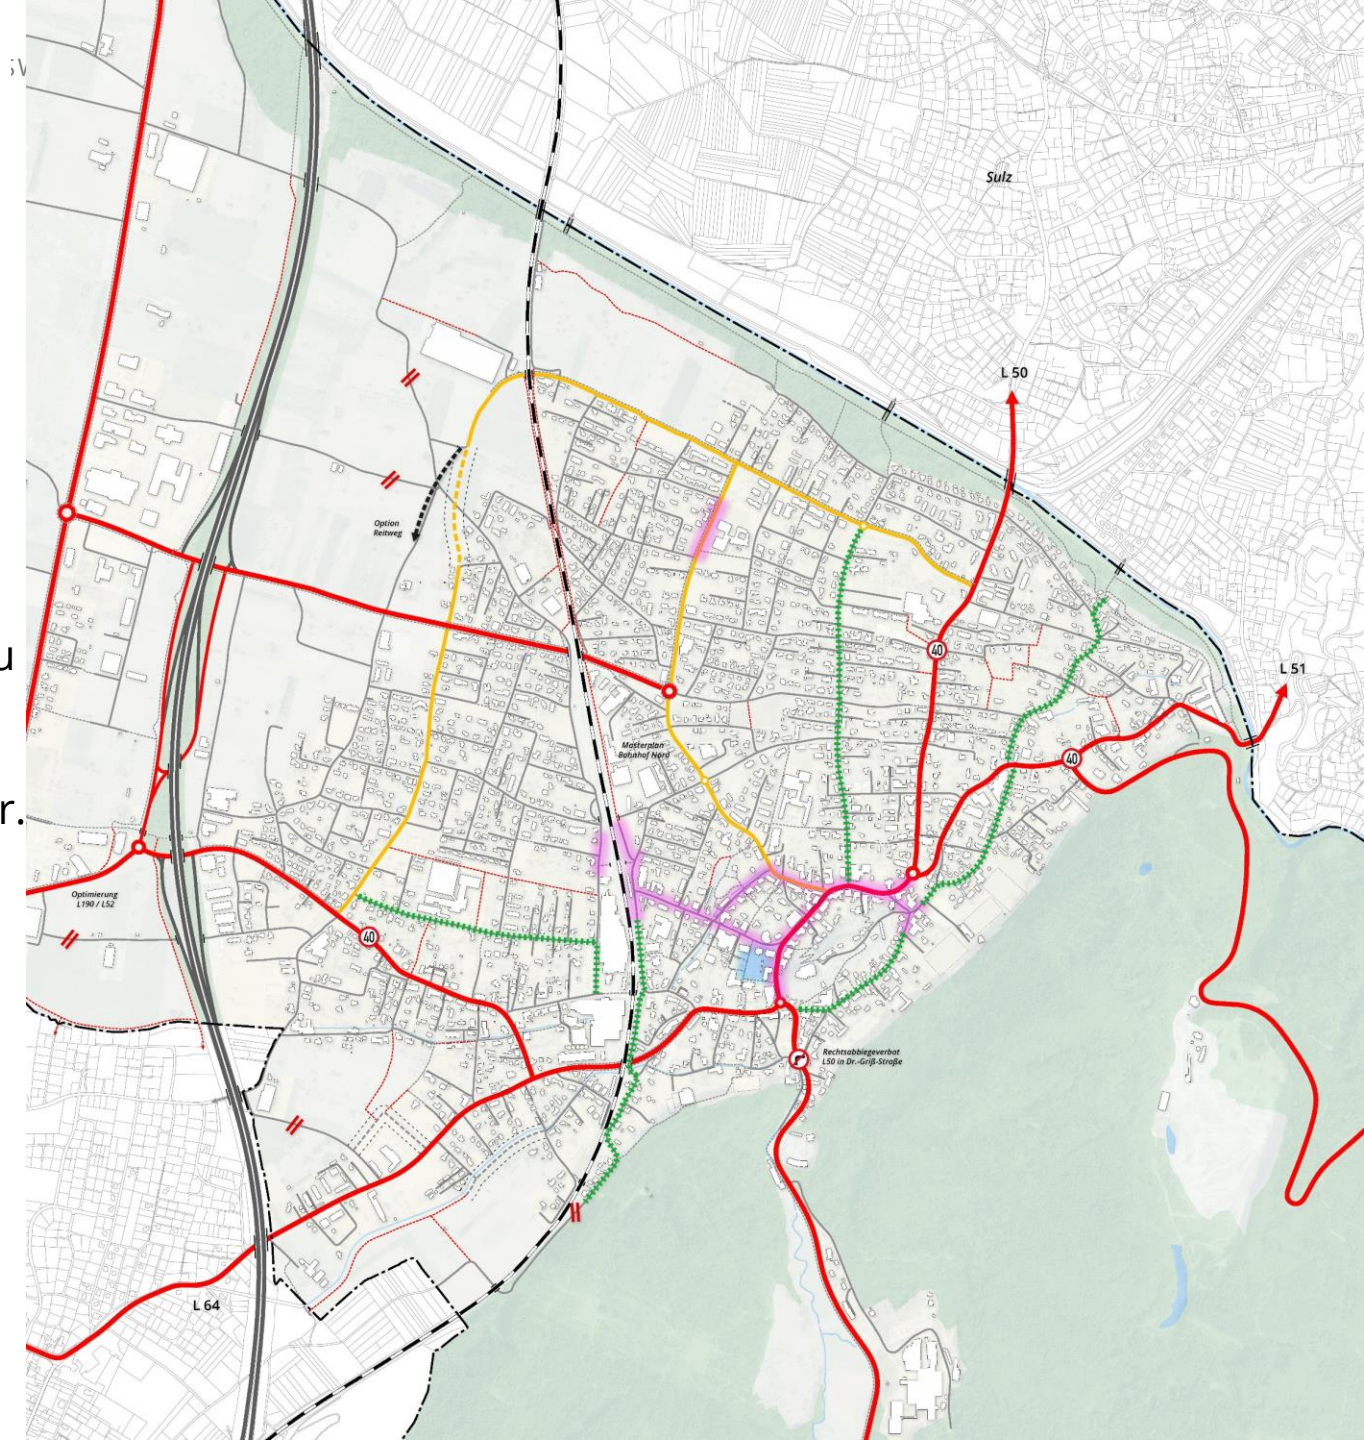 sw
Sulz
L 50
Option
Reitweg
40
u
L 51
Masterplan
Bahnhof Nord
40
r.
Optimierung
L190 / L52
40
Rechtsabbiegeverbot
L50 in Dr.-Griß-Straße
L 64